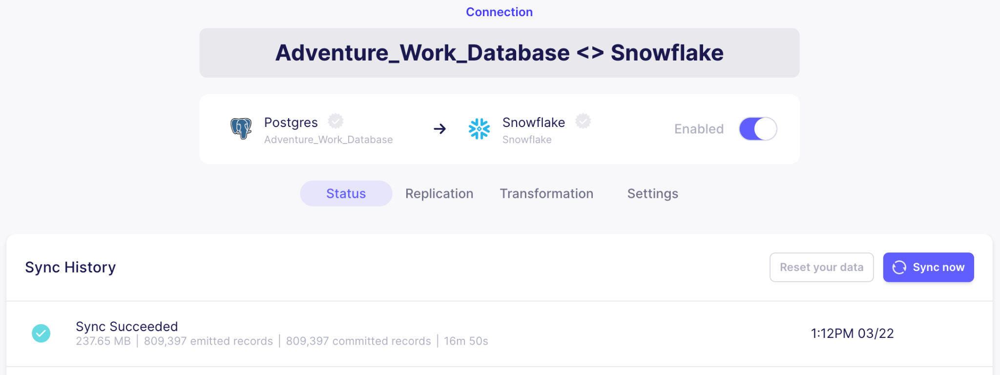 Connection
Adventure_Work_Database <> Snowflake
Postgres
Adventure_Work_Database
Snowflake
Snowflake
Enabled
Status Replication Transformation Settings
Sync History
Reset your data
Sync now
Sync Succeeded
237.65 MB | 809,397 emitted records | 809,397 committed records | 16m 50s
1:12PM 03/22